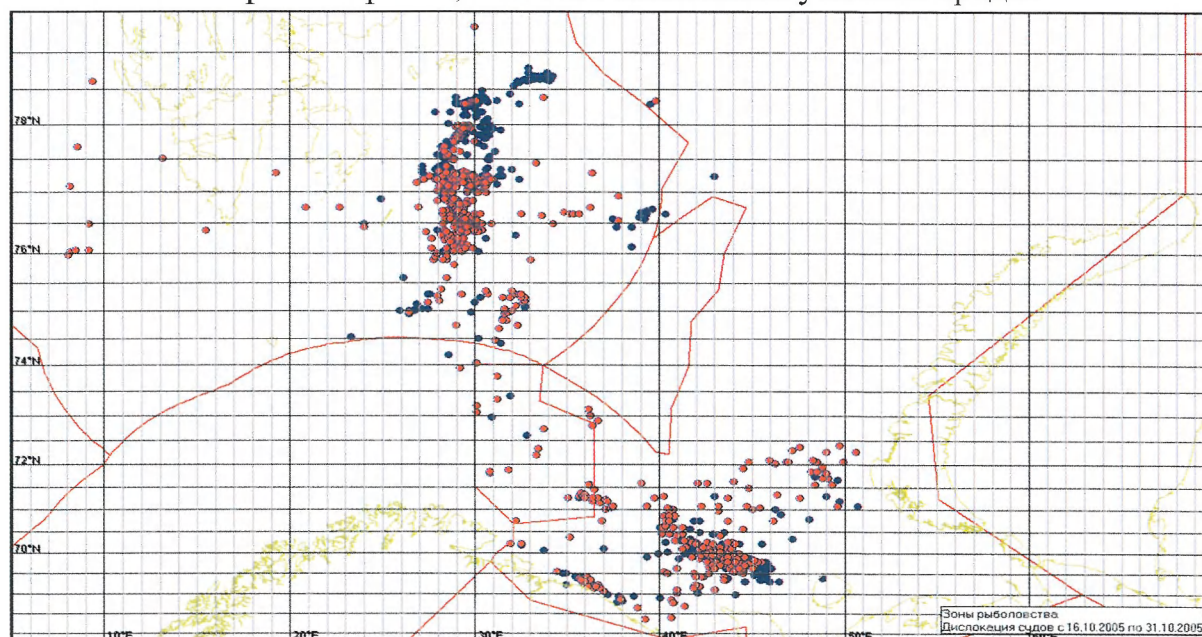 78°N
76°N
74°N
72°N
70°N
10°E 20°E 30°E 40°E
Зоны рыболовства
Дислокация судов с 16.10.2005 по 31.10.2005